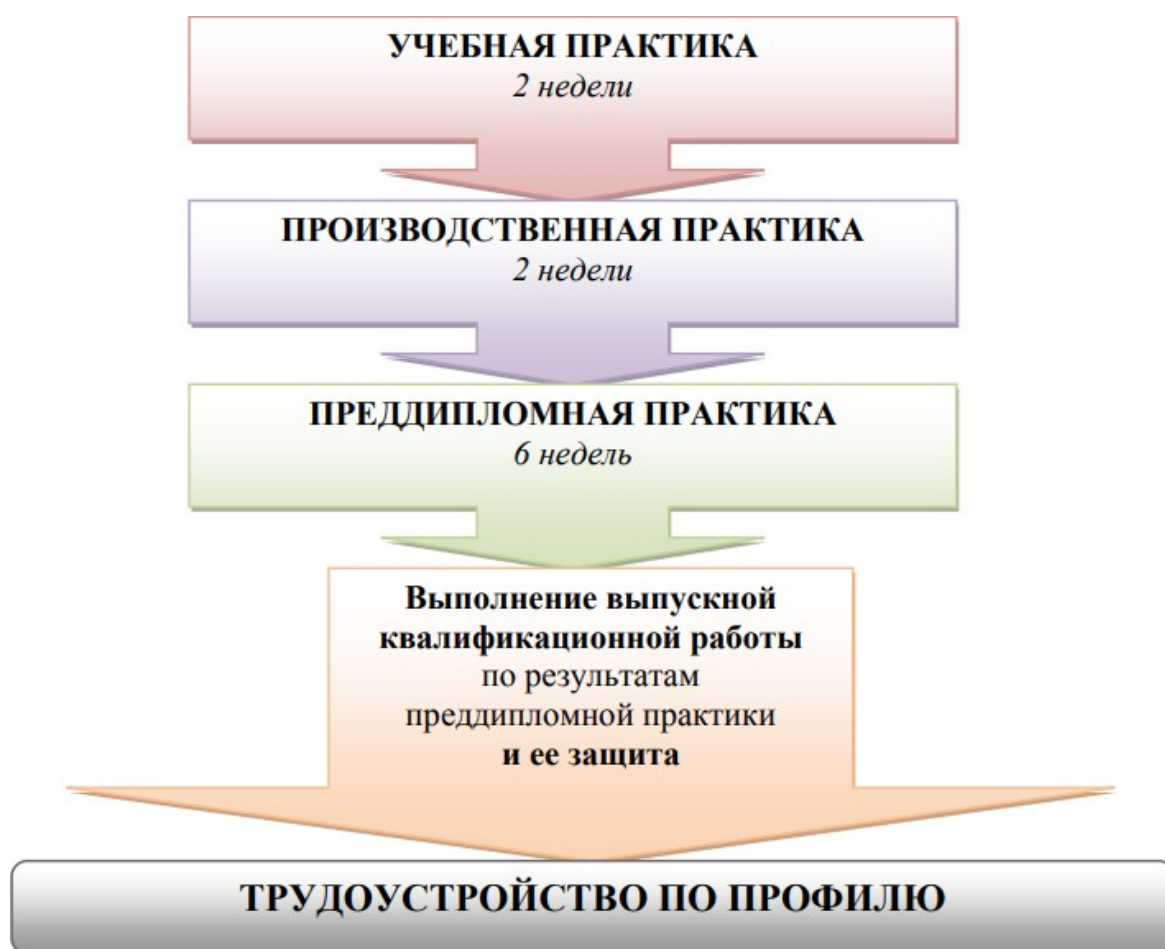 УЧЕБНАЯ ПРАКТИКА
2 недели
ПРОИЗВОДСТВЕННАЯ ПРАКТИКА
2 недели
ПРЕДДИПЛОМНАЯ ПРАКТИКА
6 недель
Выполнение выпускной
квалификационной работы
по результатам
преддипломной практики
и ее защита
ТРУДОУСТРОЙСТВО ПО ПРОФИЛЮ